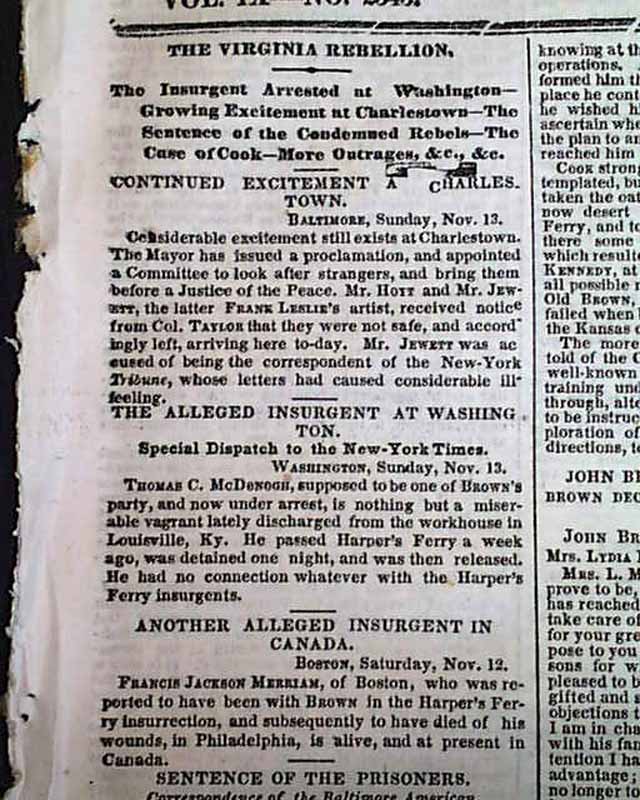 THE VIRGINIA REBELLION.
The Insurgent Arrested at Washington—
Growing Excitement at Charlestown—The
Sentence of the Condemned Rebels—The
Case of Cook—More Outrages, &c., &c.
CONTINUED EXCITEMENT A CHARLES-
TOWN.
BALTIMORE, Sunday, Nov. 13.
Considerable excitement still exists at Charlestown.
The Mayor has issued a proclamation, and appointed
a Committee to look after strangers, and bring them
before a Justice of the Peace. Mr. HOYT and Mr. JEW-
ETT, the latter FRANK LESLIE'S artist, received notice
from Col. TAYLOR that they were not safe, and accord
ingly left, arriving here to-day. Mr. JEWETT was ac
cused of being the correspondent of the New-York
Tribune, whose letters had caused considerable ill-
feeling.
THE ALLEGED INSURGENT AT WASHING
TON.
Special Dispatch to the New-York Times.
WASHINGTON, Sunday, Nov. 13.
THOMAS C. McDENOGH, supposed to be one of BROWN'S
party, and now under arrest, is nothing but a miser-
able vagrant lately discharged from the workhouse in
Louisville, Ky. He passed Harper's Ferry a week
ago, was detained one night, and was then released.
He had no connection whatever with the Harper's
Ferry insurgents.
ANOTHER ALLEGED INSURGENT IN
CANADA.
BOSTON, Saturday, Nov. 12.
FRANCIS JACKSON MERRIAM, of Boston, who was re-
ported to have been with BROWN in the Harper's Fer-
ry insurrection, and subsequently to have died of his
wounds, in Philadelphia, is alive, and at present in
Canada.
SENTENCE OF THE PRISONERS.
Correspondence of the Baltimore American.
knowing at th
operations.
formed him th
place he cont
he wished h
ascertain whe
the plan to an
reached him
Cook strong
templated, bu
taken the oat
now desert
Ferry, and to
there some
which resulte
KENNEDY, at
all possible
Old BROWN,
failed when
the Kansas
The more
told of the
well-known
training und
through, alte
to be instruc
ploration of
directions, t
JOHN B
BROWN DEC
JOHN BR
MRS. LYDIA
MRS. L. M
prove to be,
has reached
take care of
for your gre
pose to you
sons for w
pleased to b
gifted and
objections t
I am in cha
with his fam
tention I ha
advantage;
no longer to